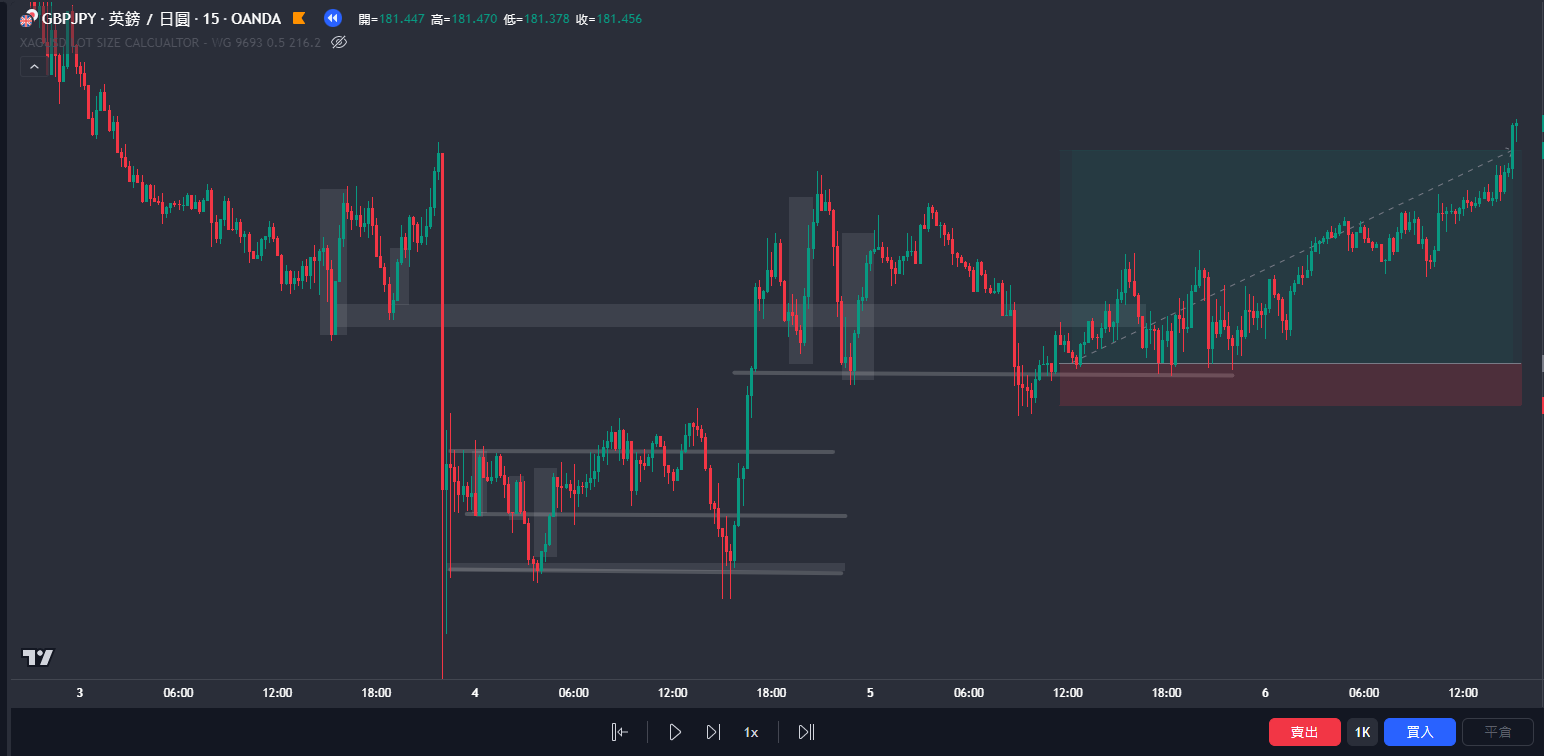 GBPJPY · 英鎊 / 日圓 · 15 · OANDA 開=181.447 高=181.470 低=181.378 收=181.456
XAGUSD LOT SIZE CALCUALTOR - WG 9693 0.5 216.2
3 06:00 12:00 18:00 4 06:00 12:00 18:00 5 06:00 12:00 18:00 6 06:00 12:00
1x 賣出 1K 買入 平倉